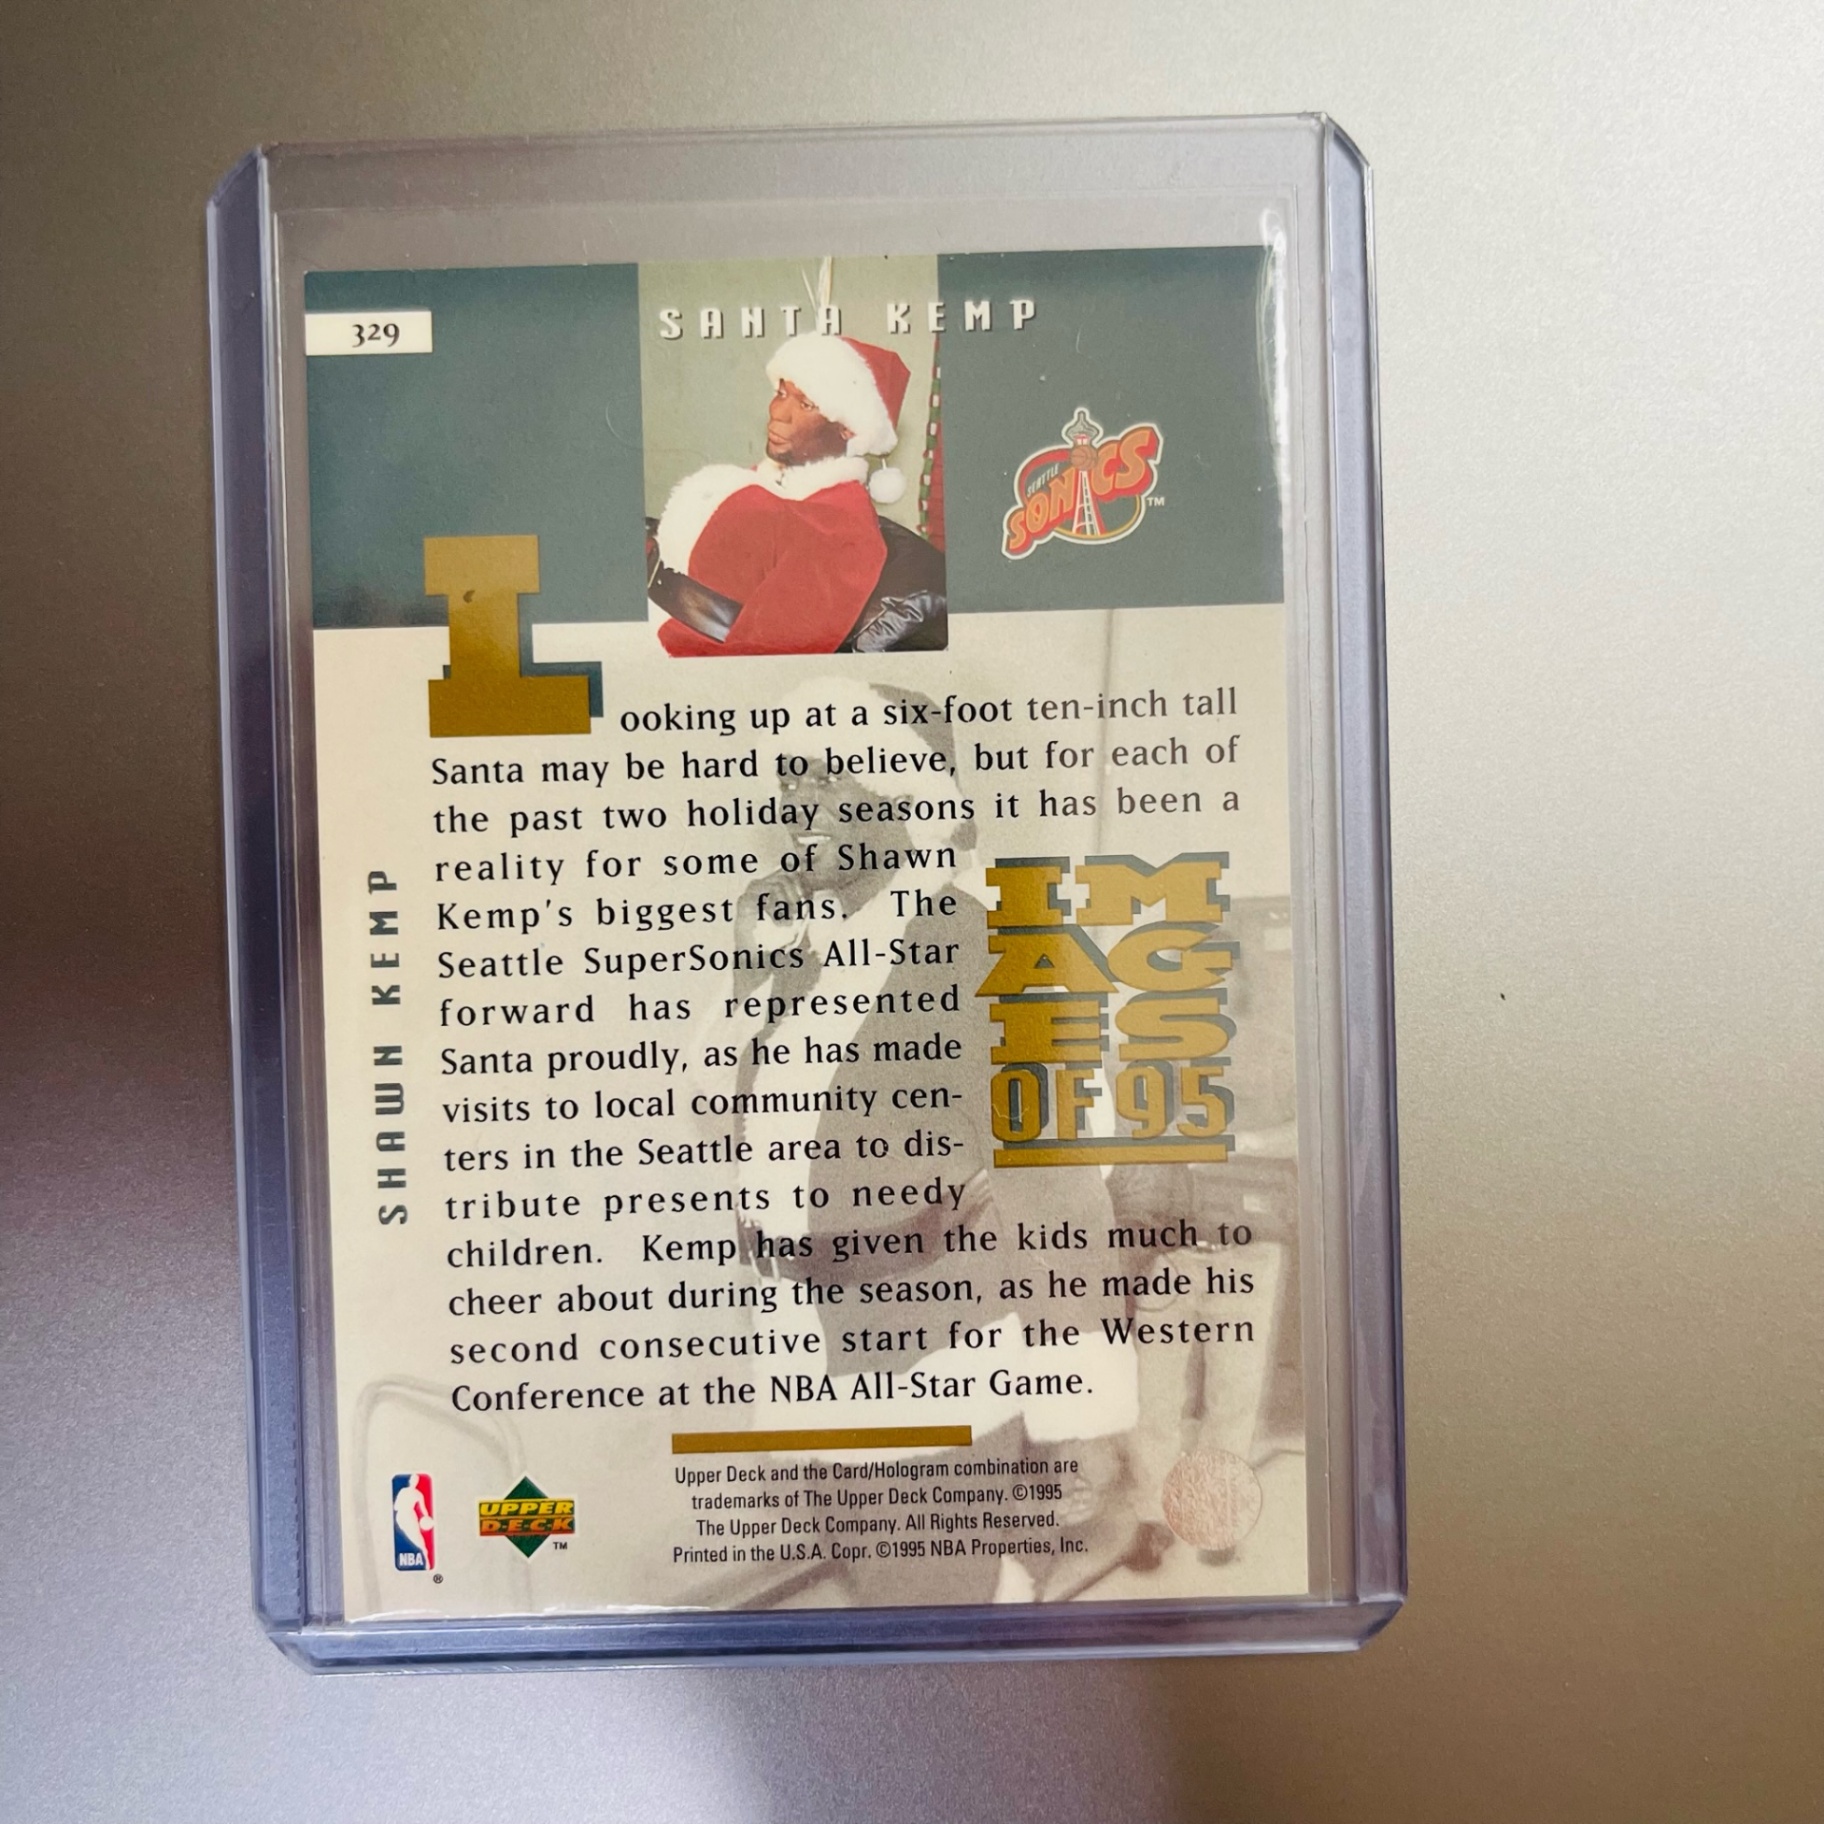 329
SANTA KEMP
SEATTLE
SONICS TM
Looking up at a six-foot ten-inch tall
Santa may be hard to believe, but for each of
the past two holiday seasons it has been a
reality for some of Shawn
Kemp's biggest fans. The
Seattle SuperSonics All-Star
forward has represented
Santa proudly, as he has made
visits to local community cen-
ters in the Seattle area to dis-
tribute presents to needy
children. Kemp has given the kids much to
cheer about during the season, as he made his
second consecutive start for the Western
Conference at the NBA All-Star Game.
SHAWN KEMP
IM
AG
ES
OF 95
NBA ®
UPPER
DECK TM
Upper Deck and the Card/Hologram combination are
trademarks of The Upper Deck Company. ©1995
The Upper Deck Company. All Rights Reserved.
Printed in the U.S.A. Copr. ©1995 NBA Properties, Inc.